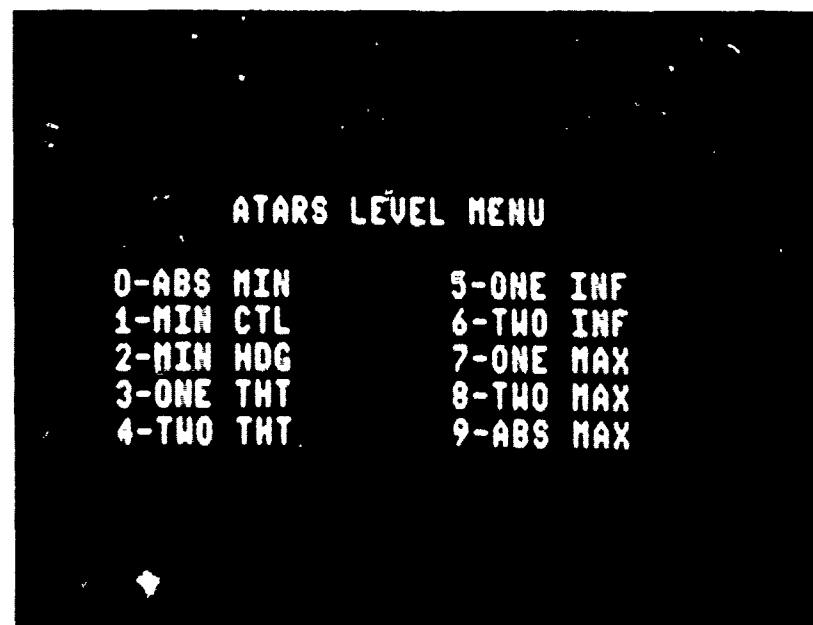 ATARS LEVEL MENU
0-ABS MIN
1-MIN CTL
2-MIN HDG
3-ONE THT
4-TWO THT
5-ONE INF
6-TWO INF
7-ONE MAX
8-TWO MAX
9-ABS MAX